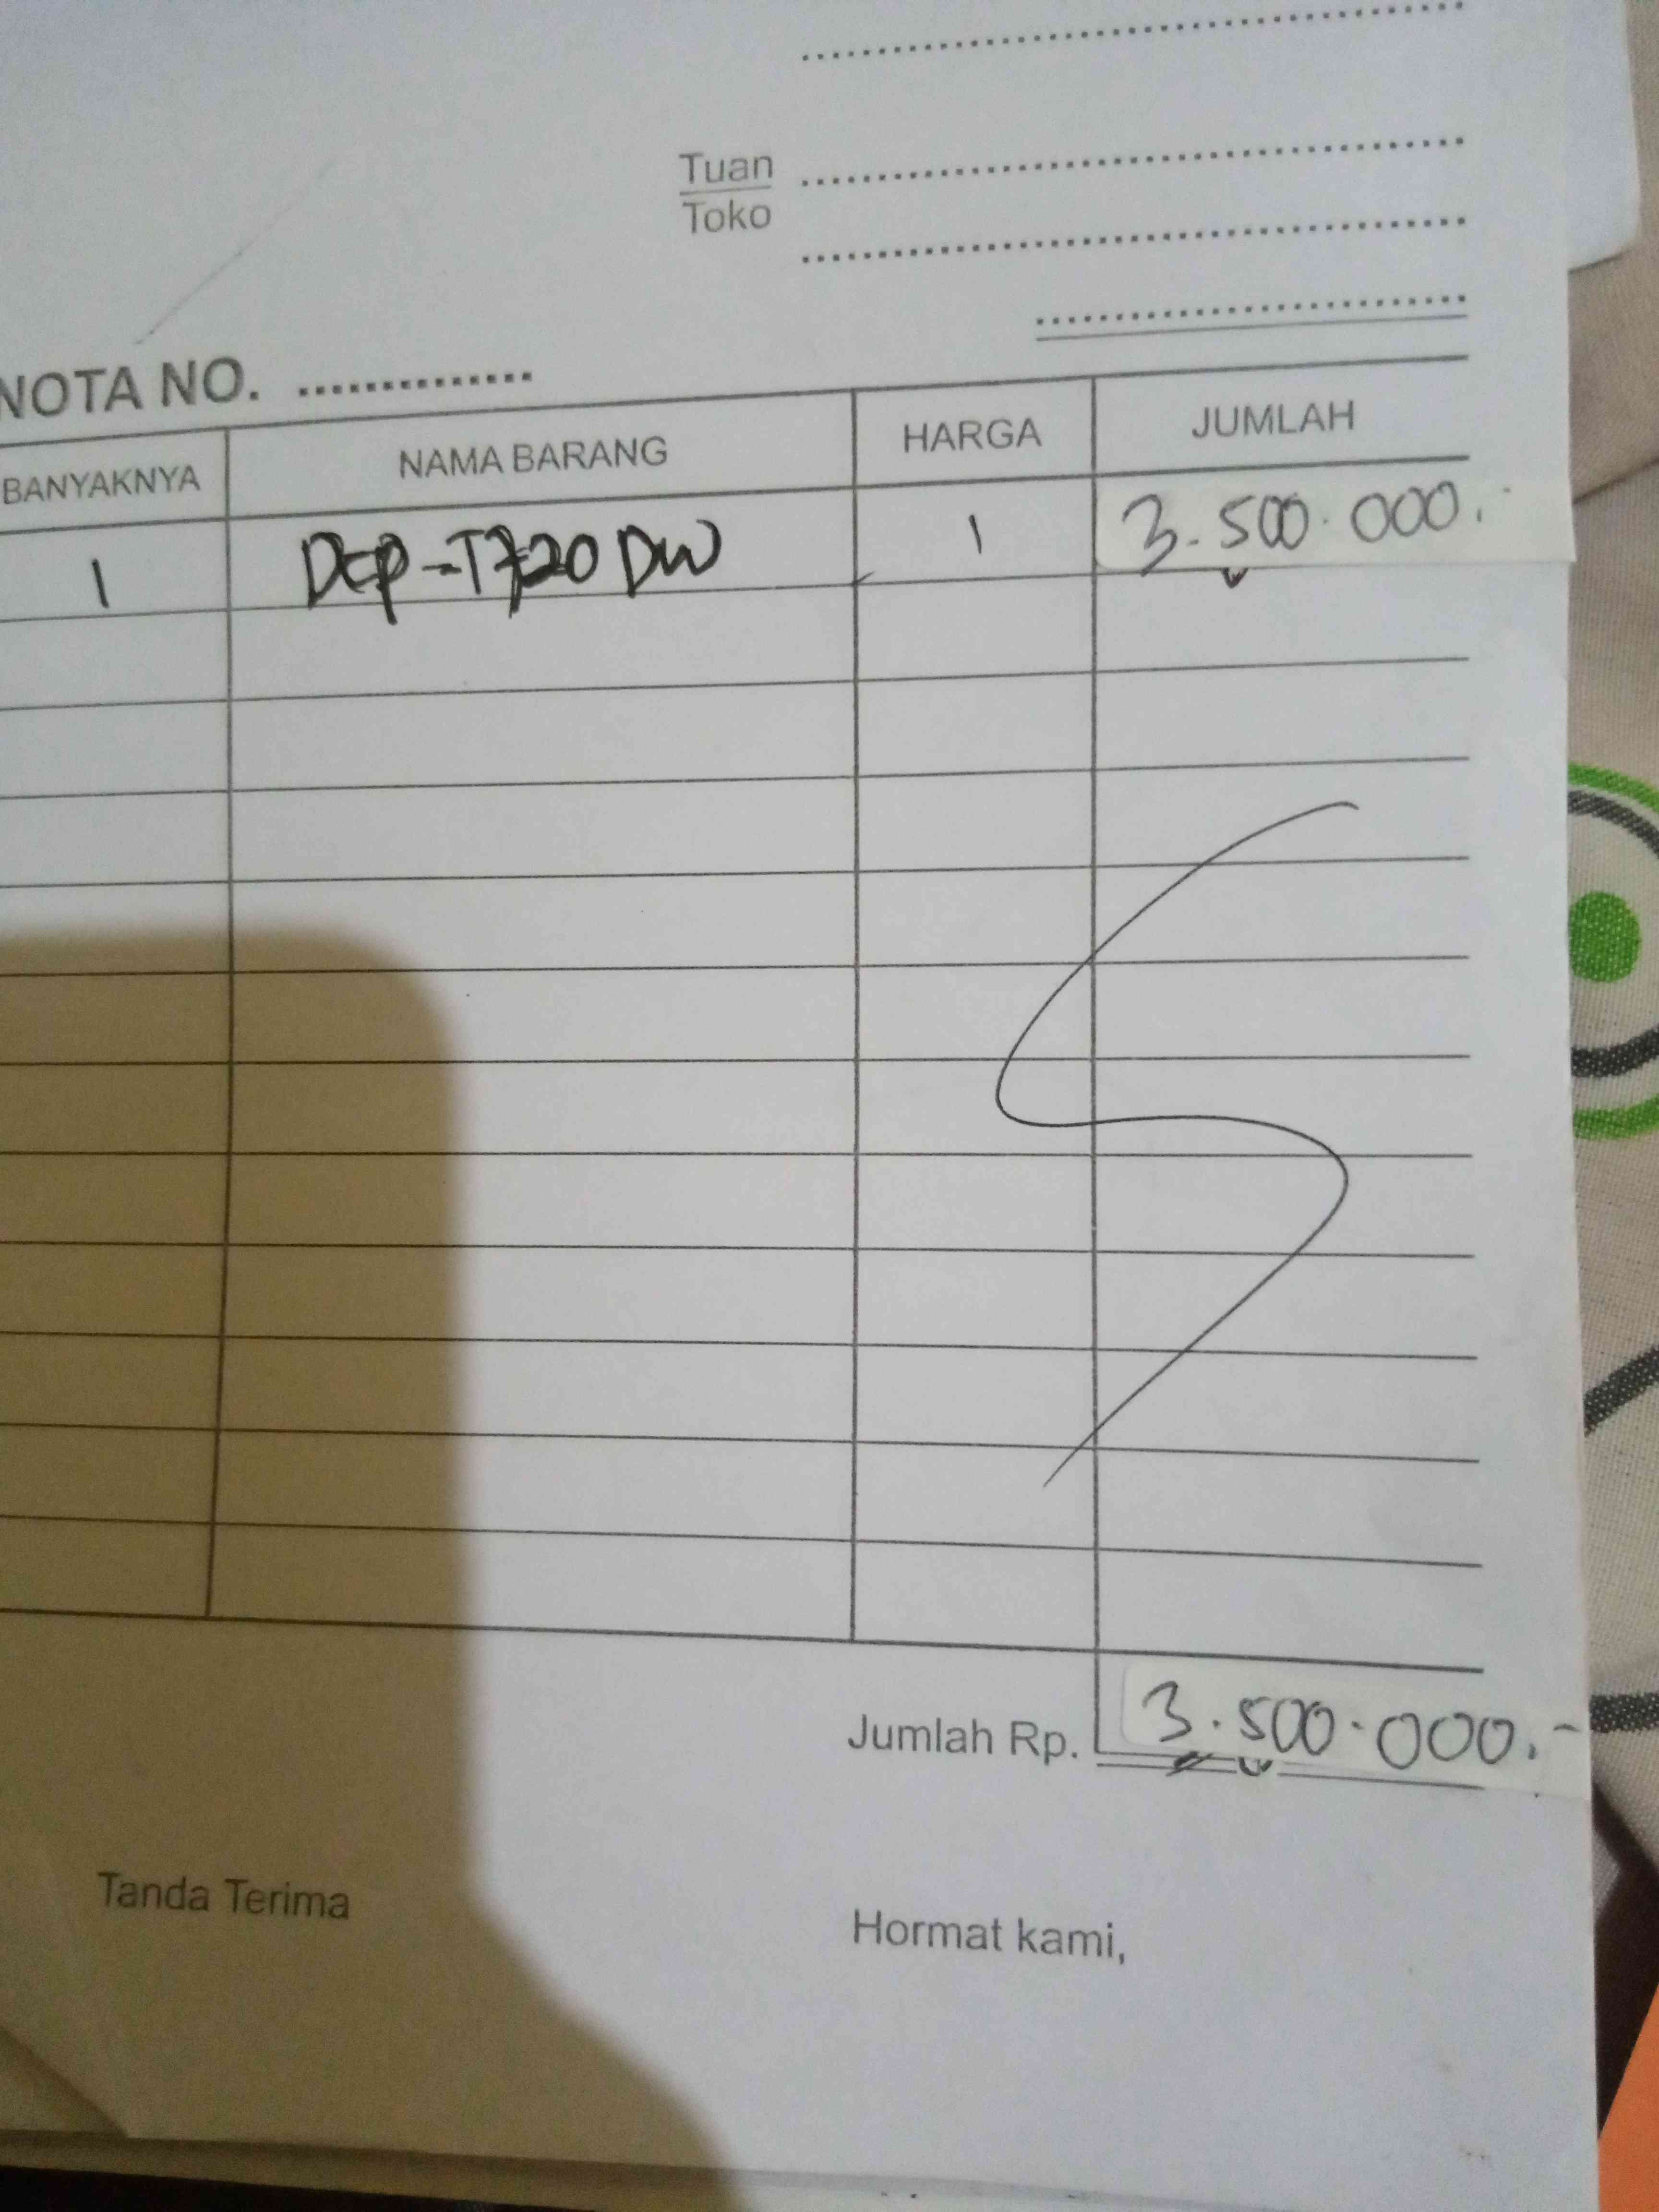 Tuan
Toko
NOTA NO. ..............
BANYAKNYA NAMA BARANG HARGA JUMLAH
1 DCP-T720DW 1 3.500.000.-
Jumlah Rp. 3.500.000.-
Tanda Terima Hormat kami,